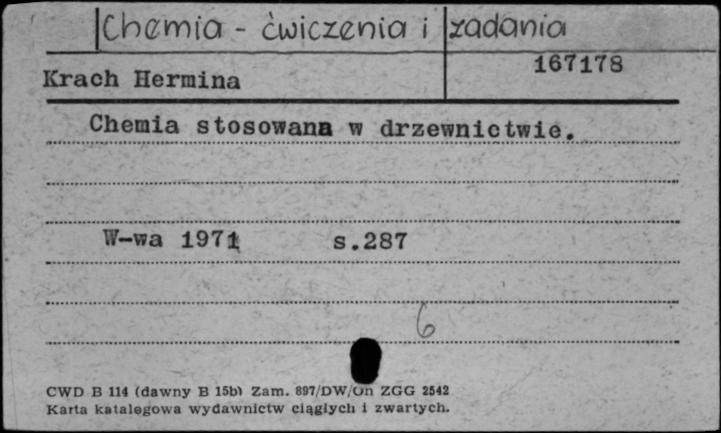 Chemia - ćwiczenia i zadania
167178
Krach Hermina
Chemia stosowana w drzewnictwie.
W-wa 1971 s.287
6
CWD B 114 (dawny B 15b) Zam. 897/DW/Gn ZGG 2542
Karta katalogowa wydawnictw ciągłych i zwartych.